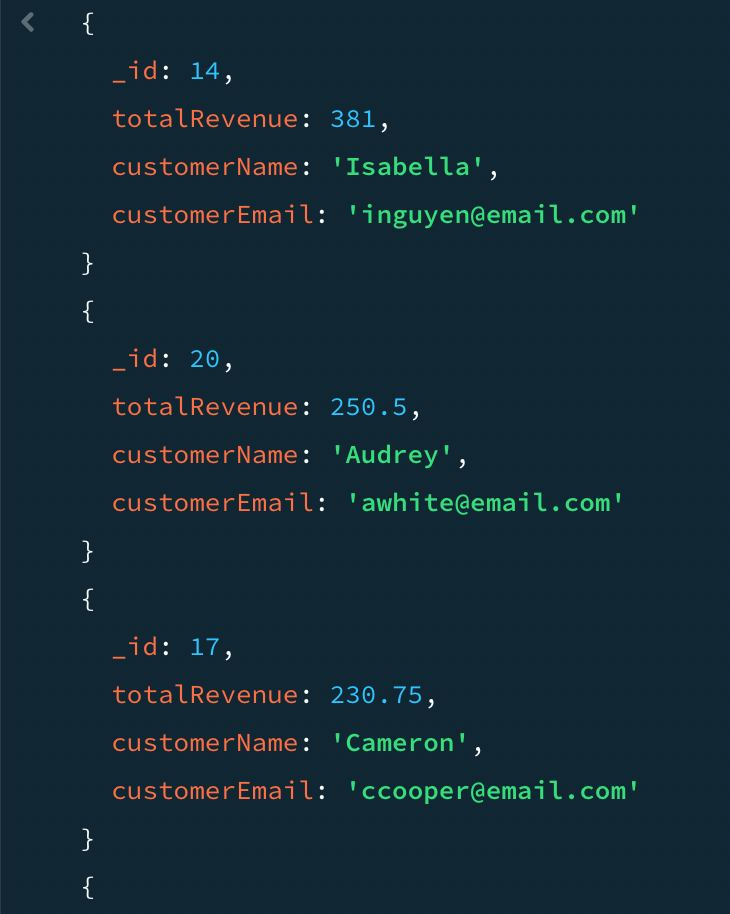 {
_id: 14,
totalRevenue: 381,
customerName: 'Isabella',
customerEmail: 'inguyen@email.com'
}
{
_id: 20,
totalRevenue: 250.5,
customerName: 'Audrey',
customerEmail: 'awhite@email.com'
}
{
_id: 17,
totalRevenue: 230.75,
customerName: 'Cameron',
customerEmail: 'ccooper@email.com'
}
{